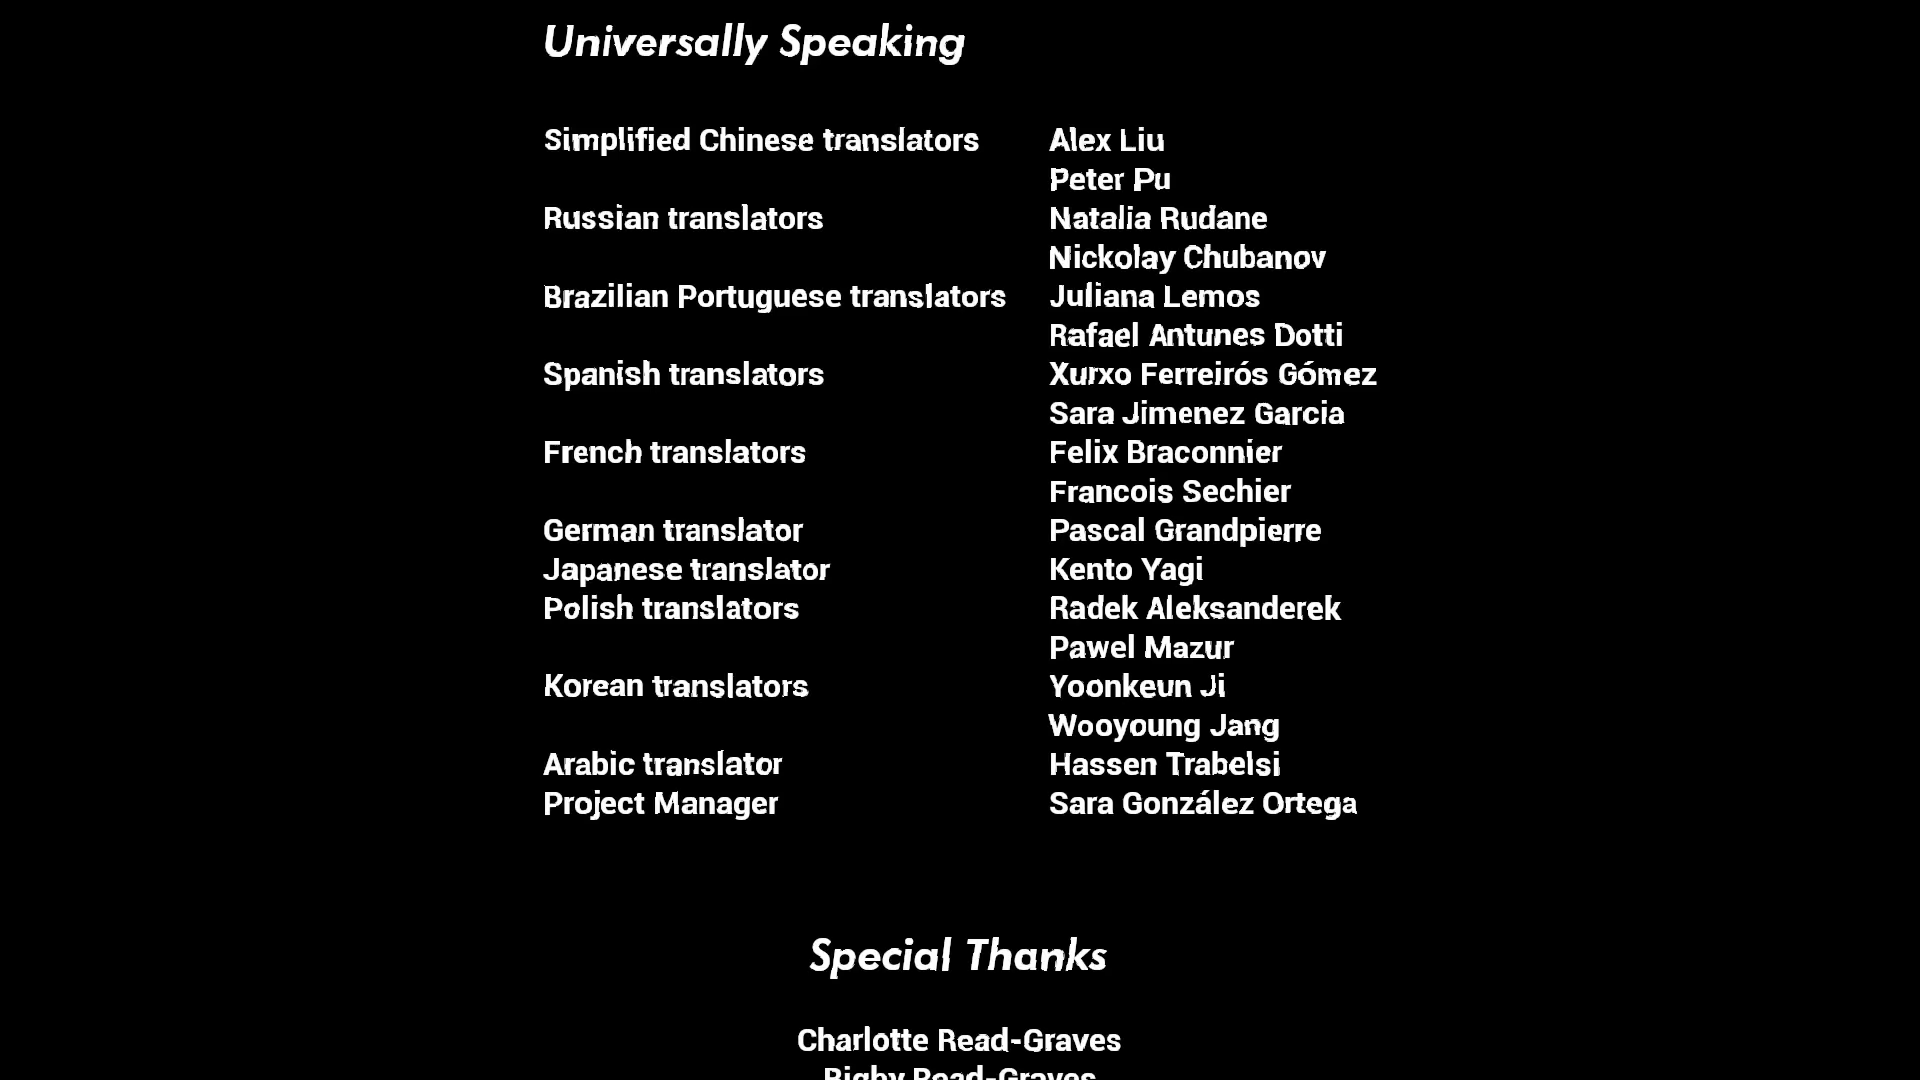 Universally Speaking
Simplified Chinese translators Alex Liu
Peter Pu
Russian translators Natalia Rudane
Nickolay Chubanov
Brazilian Portuguese translators Juliana Lemos
Rafael Antunes Dotti
Spanish translators Xurxo Ferreirós Gómez
Sara Jimenez Garcia
French translators Felix Braconnier
Francois Sechier
German translator Pascal Grandpierre
Japanese translator Kento Yagi
Polish translators Radek Aleksanderek
Pawel Mazur
Korean translators Yoonkeun Ji
Wooyoung Jang
Arabic translator Hassen Trabelsi
Project Manager Sara González Ortega
Special Thanks
Charlotte Read-Graves
Rigby Read-Graves